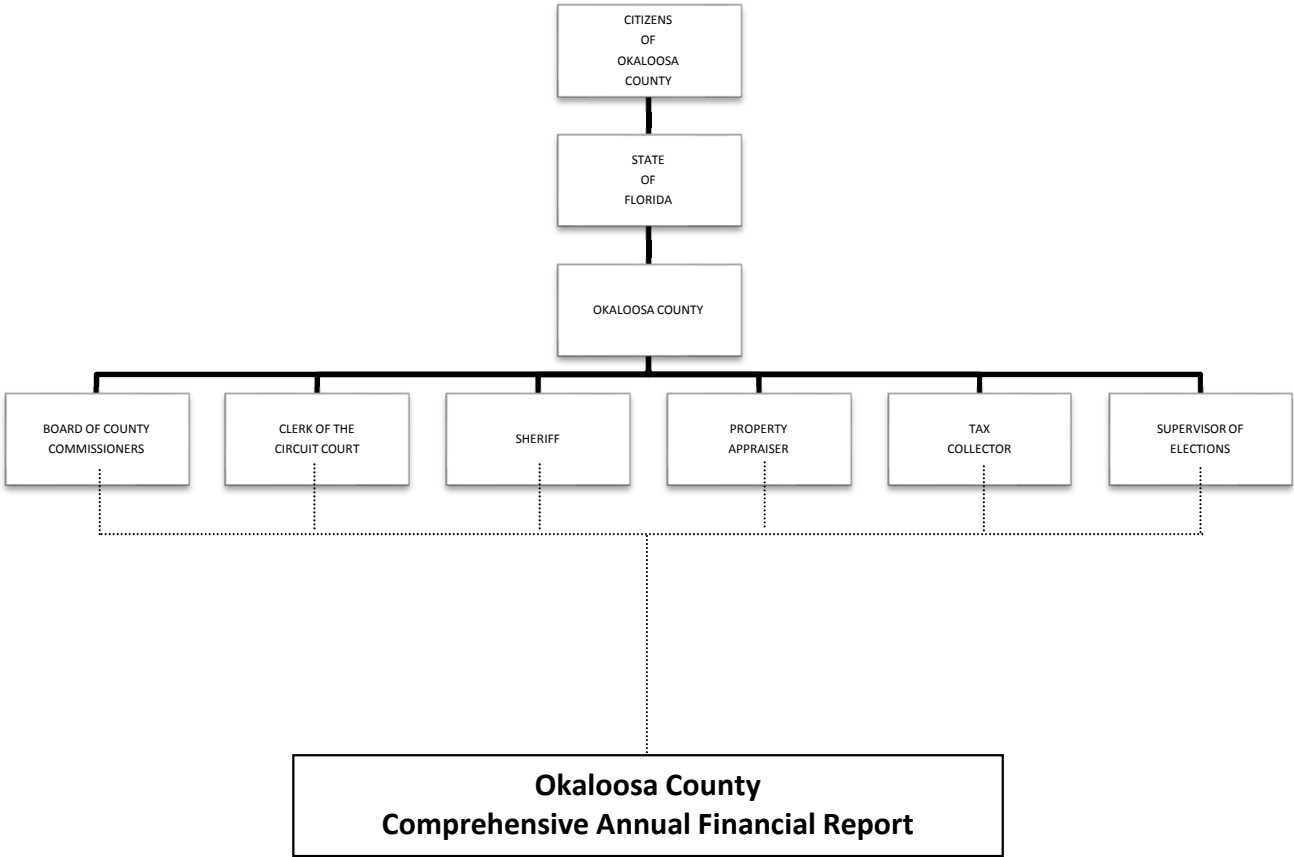 CITIZENS
OF
OKALOOSA
COUNTY
STATE
OF
FLORIDA
OKALOOSA COUNTY
BOARD OF COUNTY
COMMISSIONERS
CLERK OF THE
CIRCUIT COURT
SHERIFF
PROPERTY
APPRAISER
TAX
COLLECTOR
SUPERVISOR OF
ELECTIONS
Okaloosa County
Comprehensive Annual Financial Report